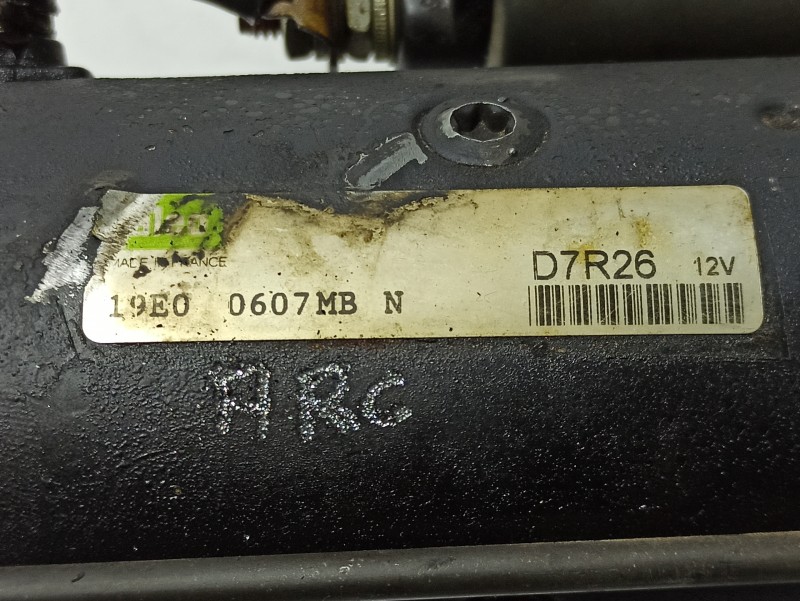 MADE IN FRANCE
D7R26 12V
19E0 0607MB N
ARC